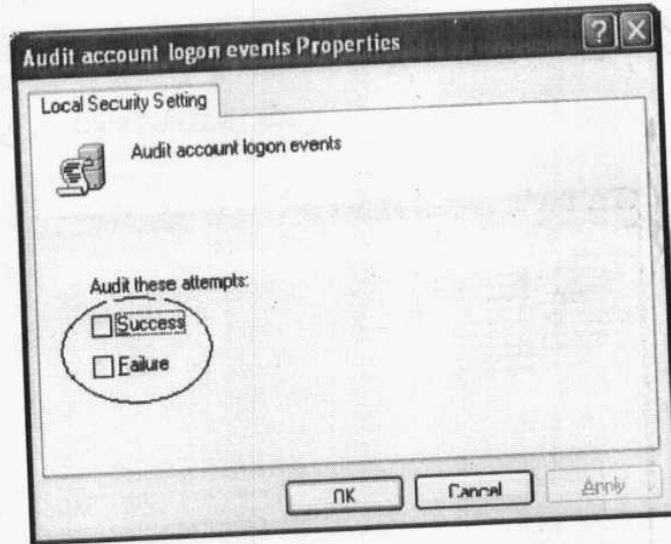 Audit account logon events Properties
Local Security Setting
Audit account logon events
Audit these attempts:
Success
Failure
OK
Cancel
Apply